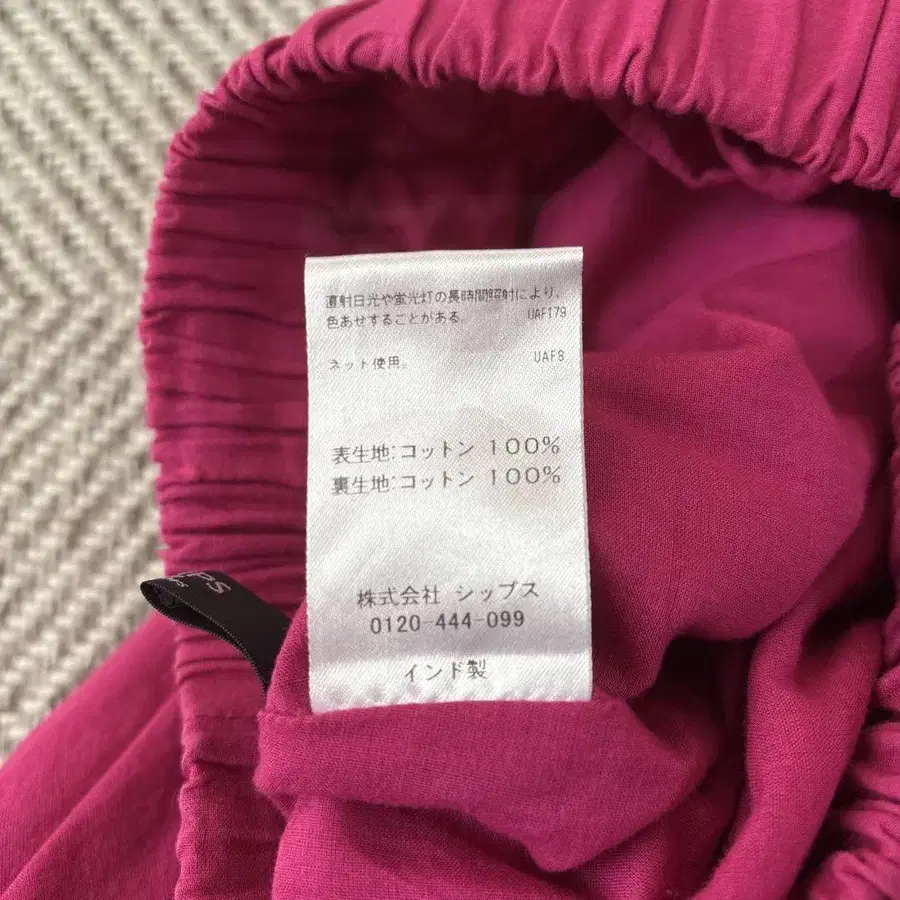 直射日光や蛍光灯の長時間照射により、
色あせすることがある。 UAFI79
ネット使用。 UAF8
表生地:コットン 100%
裏生地:コットン 100%
株式会社 シップス
0120-444-099
インド製